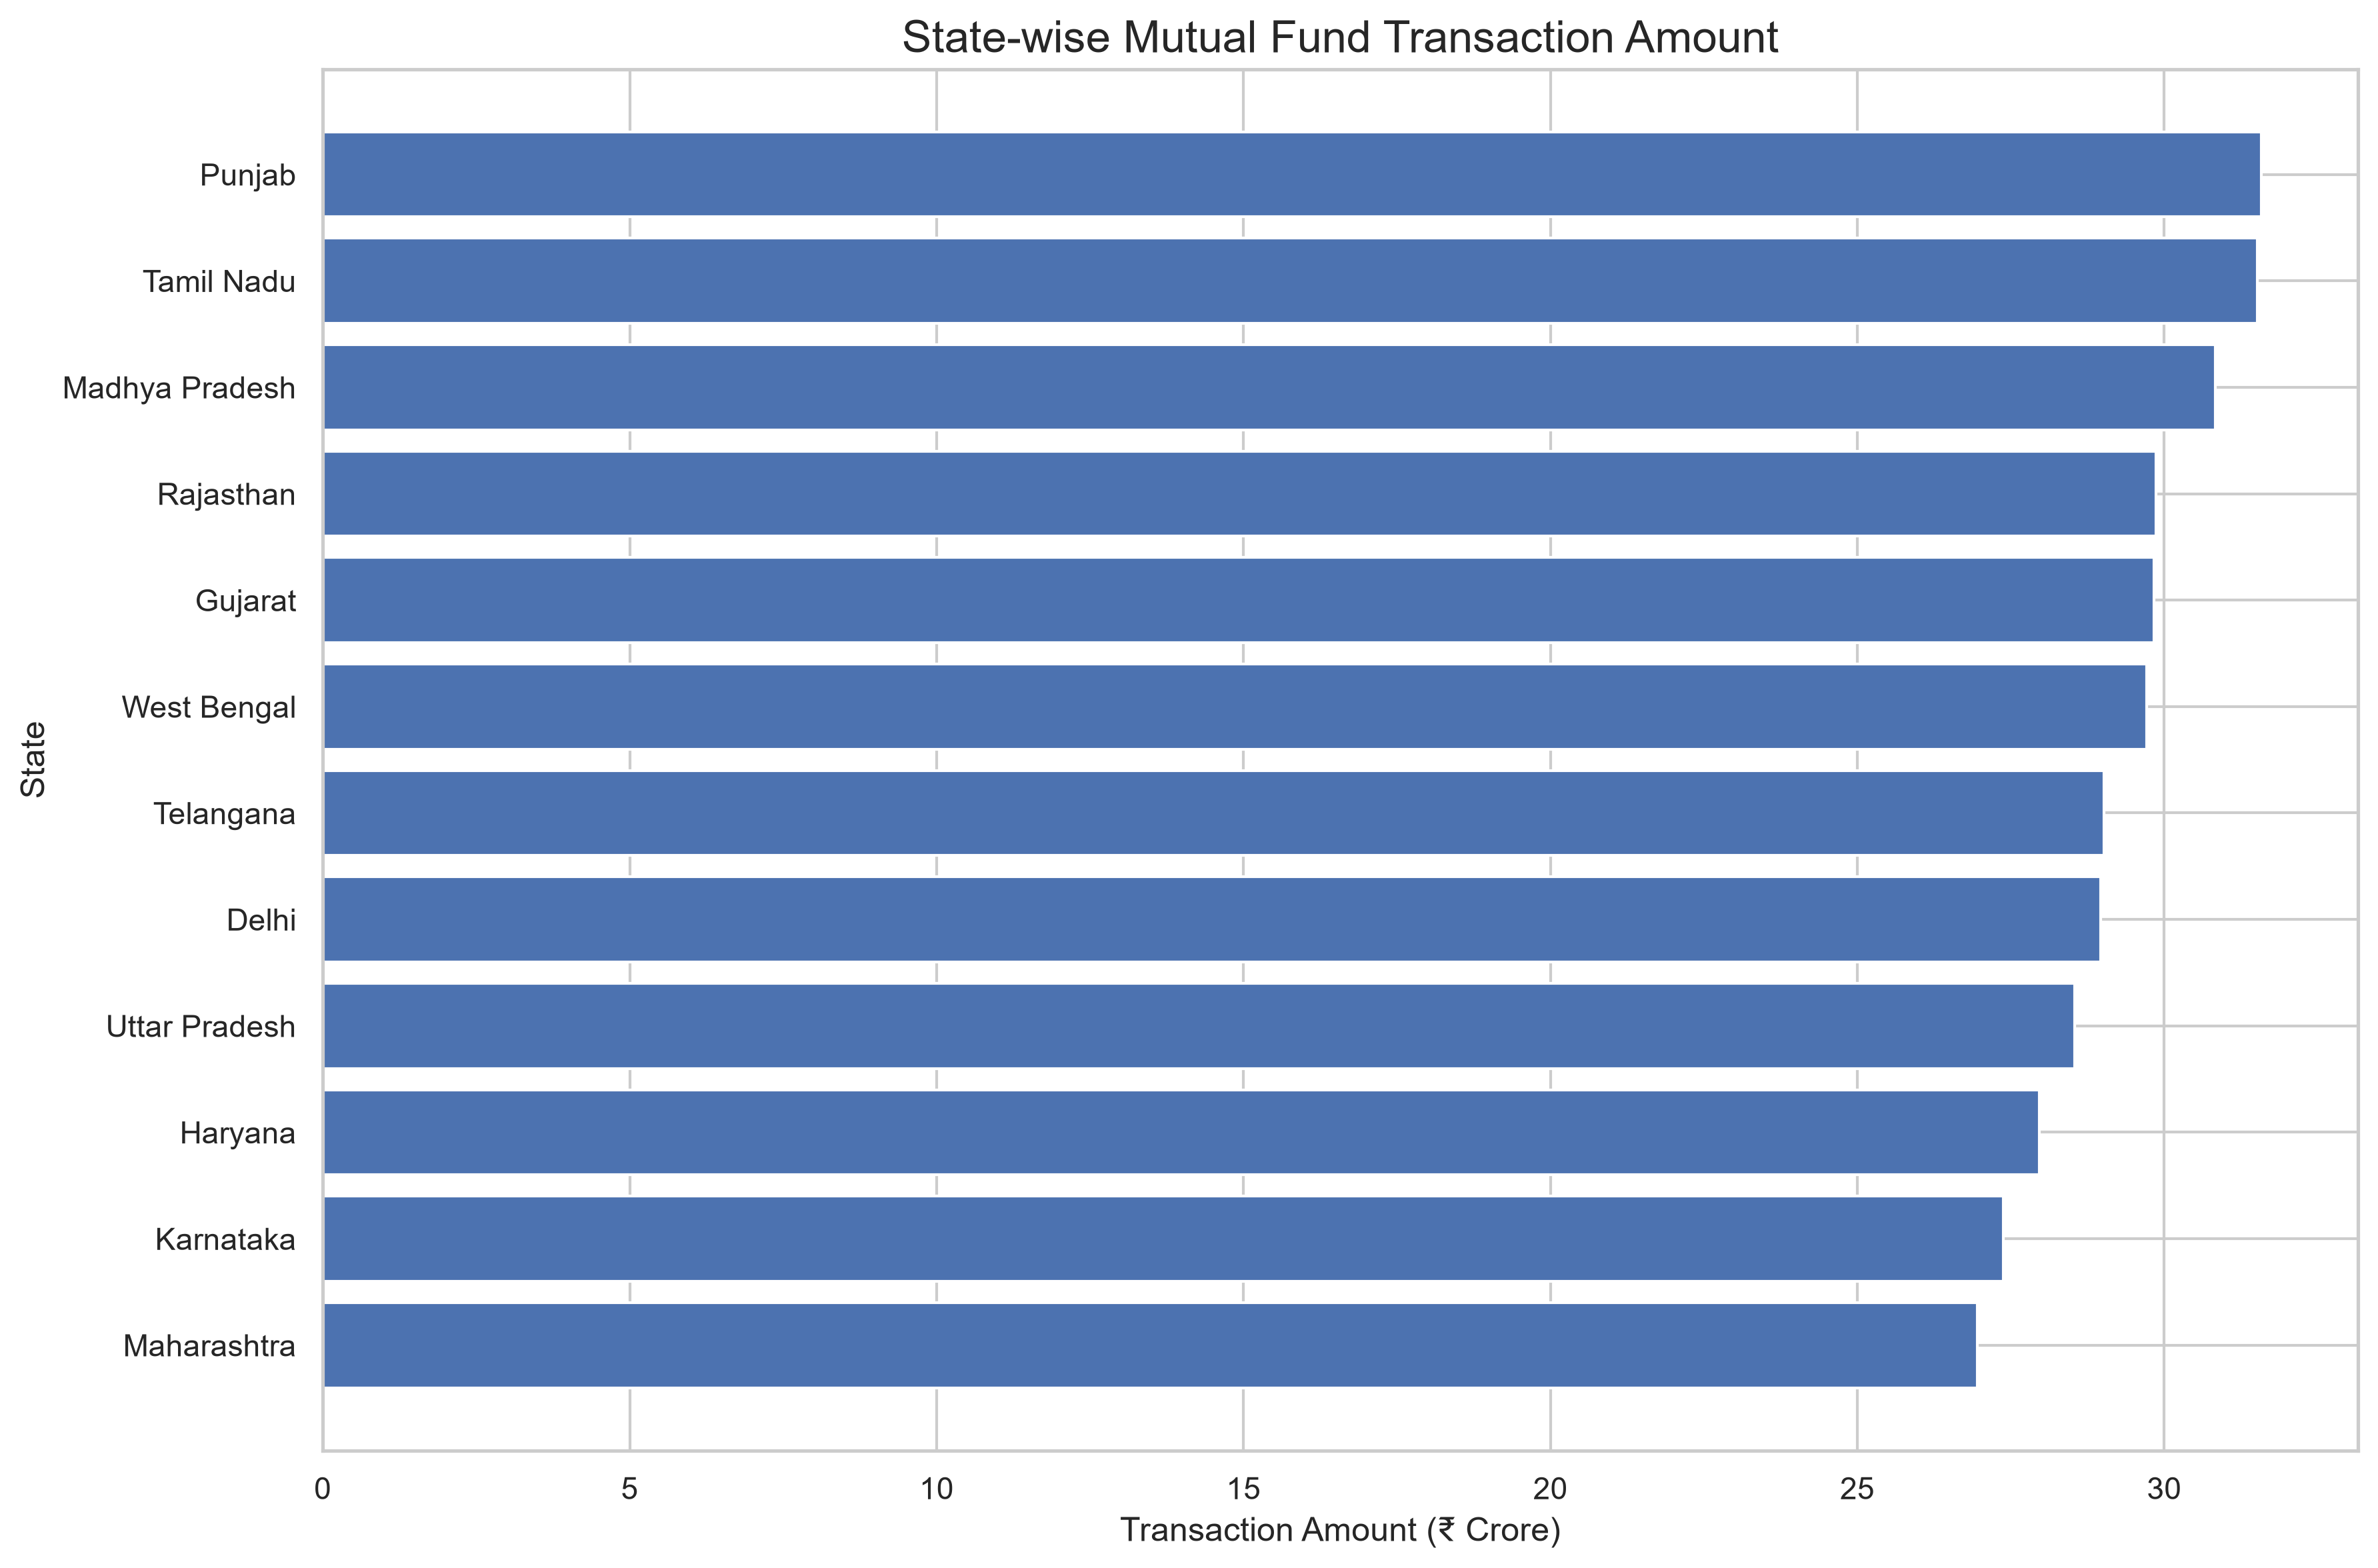 State-wise Mutual Fund Transaction Amount
Punjab
Tamil Nadu
Madhya Pradesh
Rajasthan
Gujarat
West Bengal
Telangana
Delhi
Uttar Pradesh
Haryana
Karnataka
Maharashtra
State
0 5 10 15 20 25 30
Transaction Amount (₹ Crore)